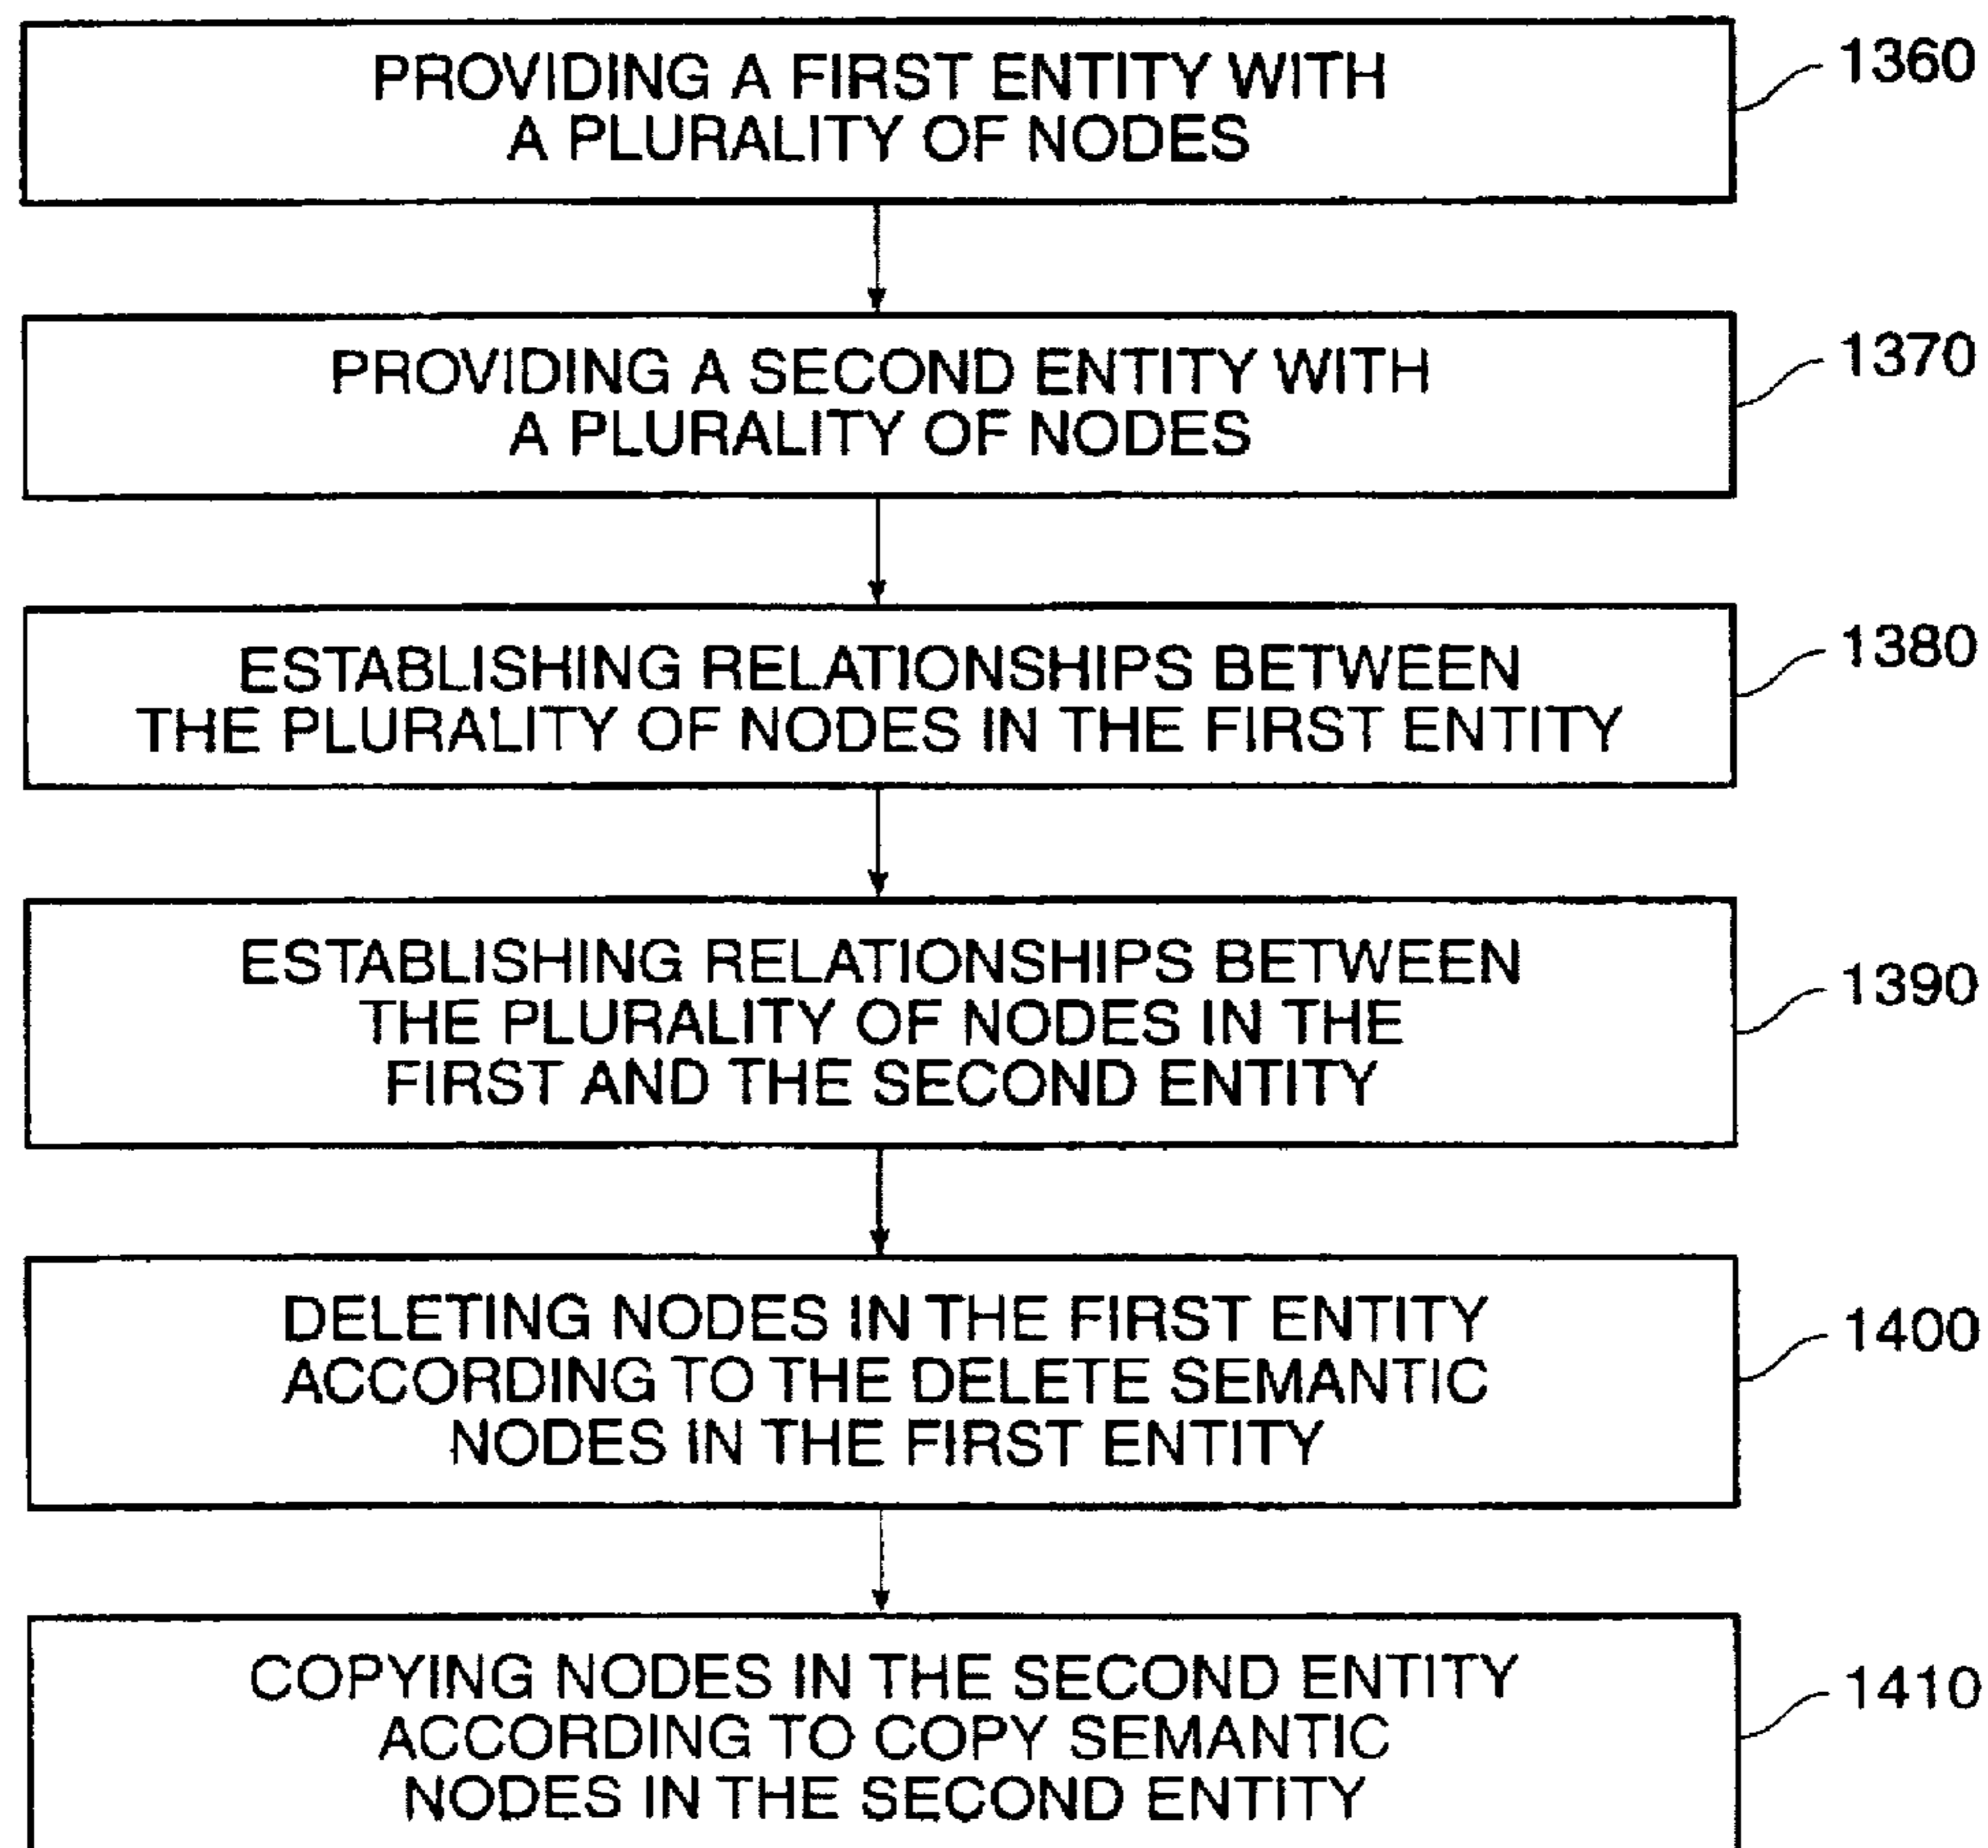 PROVIDING A FIRST ENTITY WITH
A PLURALITY OF NODES
1360
PROVIDING A SECOND ENTITY WITH
A PLURALITY OF NODES
1370
ESTABLISHING RELATIONSHIPS BETWEEN
THE PLURALITY OF NODES IN THE FIRST ENTITY
1380
ESTABLISHING RELATIONSHIPS BETWEEN
THE PLURALITY OF NODES IN THE
FIRST AND THE SECOND ENTITY
1390
DELETING NODES IN THE FIRST ENTITY
ACCORDING TO THE DELETE SEMANTIC
NODES IN THE FIRST ENTITY
1400
COPYING NODES IN THE SECOND ENTITY
ACCORDING TO COPY SEMANTIC
NODES IN THE SECOND ENTITY
1410